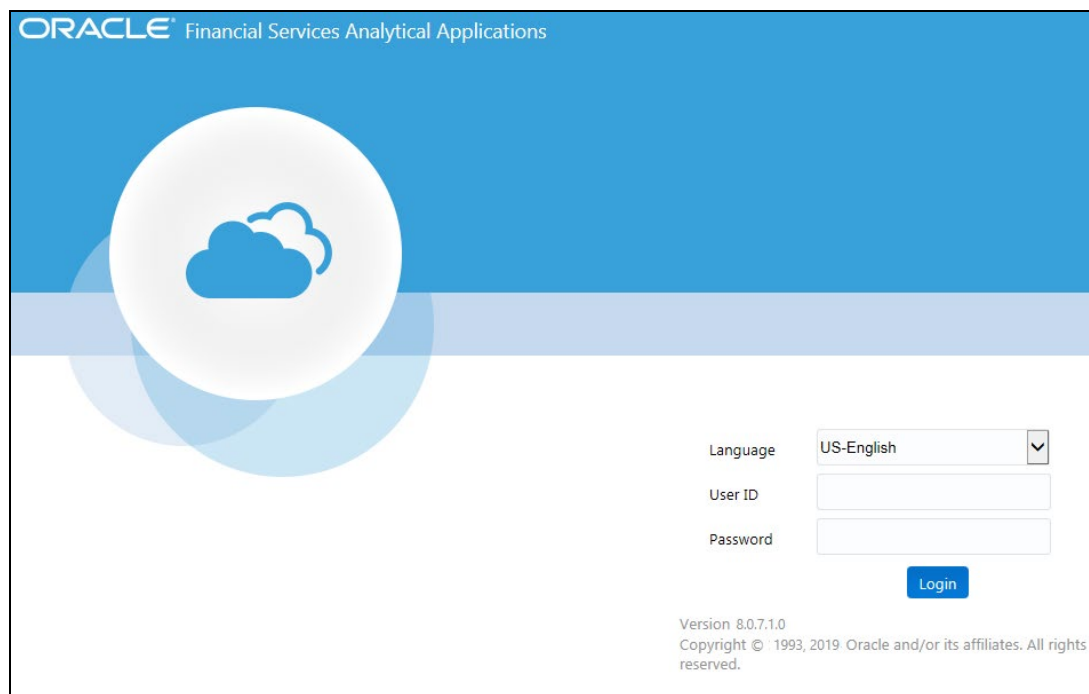 ORACLE® Financial Services Analytical Applications
Language US-English
User ID
Password
Login
Version 8.0.7.1.0
Copyright © 1993, 2019 Oracle and/or its affiliates. All rights
reserved.